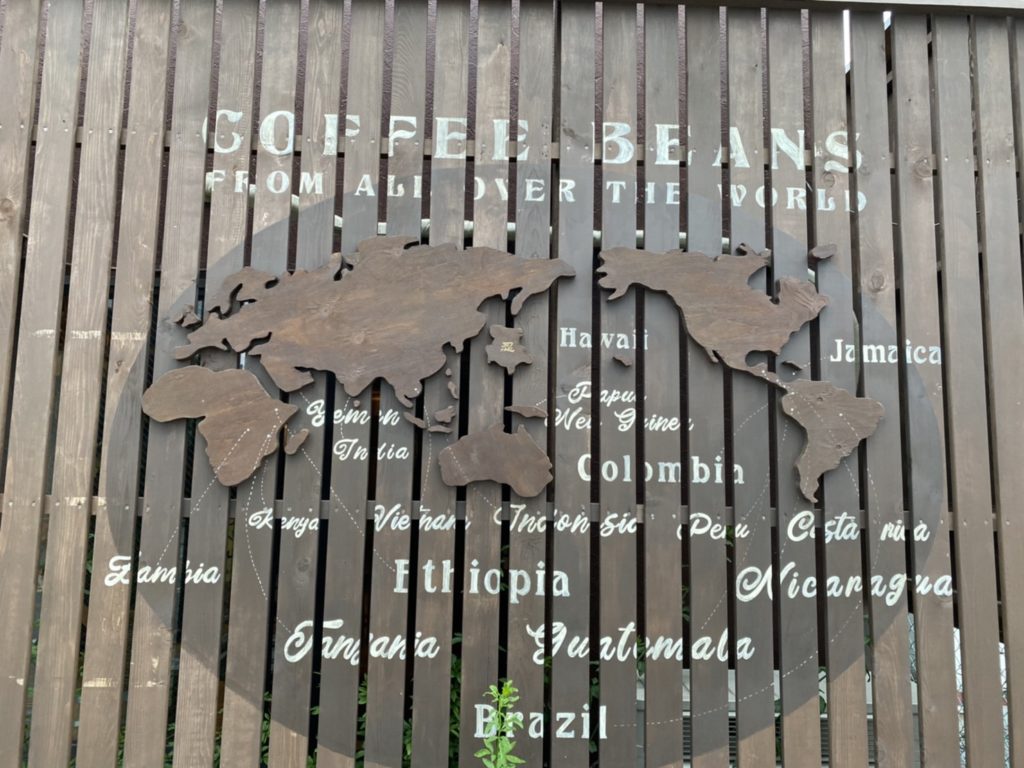 COFFEE BEANS
FROM ALL OVER THE WORLD
Hawaii
Jamaica
Yemen
Papua
New Guinea
India
Colombia
Kenya
Vietnam
Indonesia
Peru
Costa rica
Zambia
Ethiopia
Nicaragua
Tanzania
Guatemala
Brazil